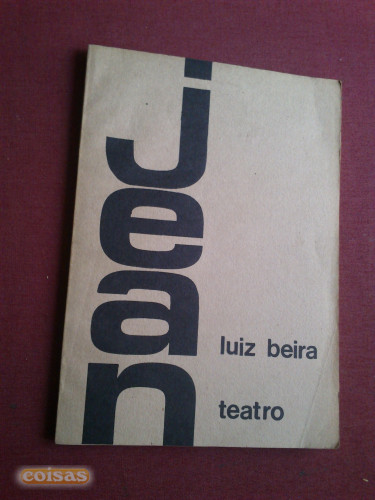 jean
luiz beira
teatro
coisas